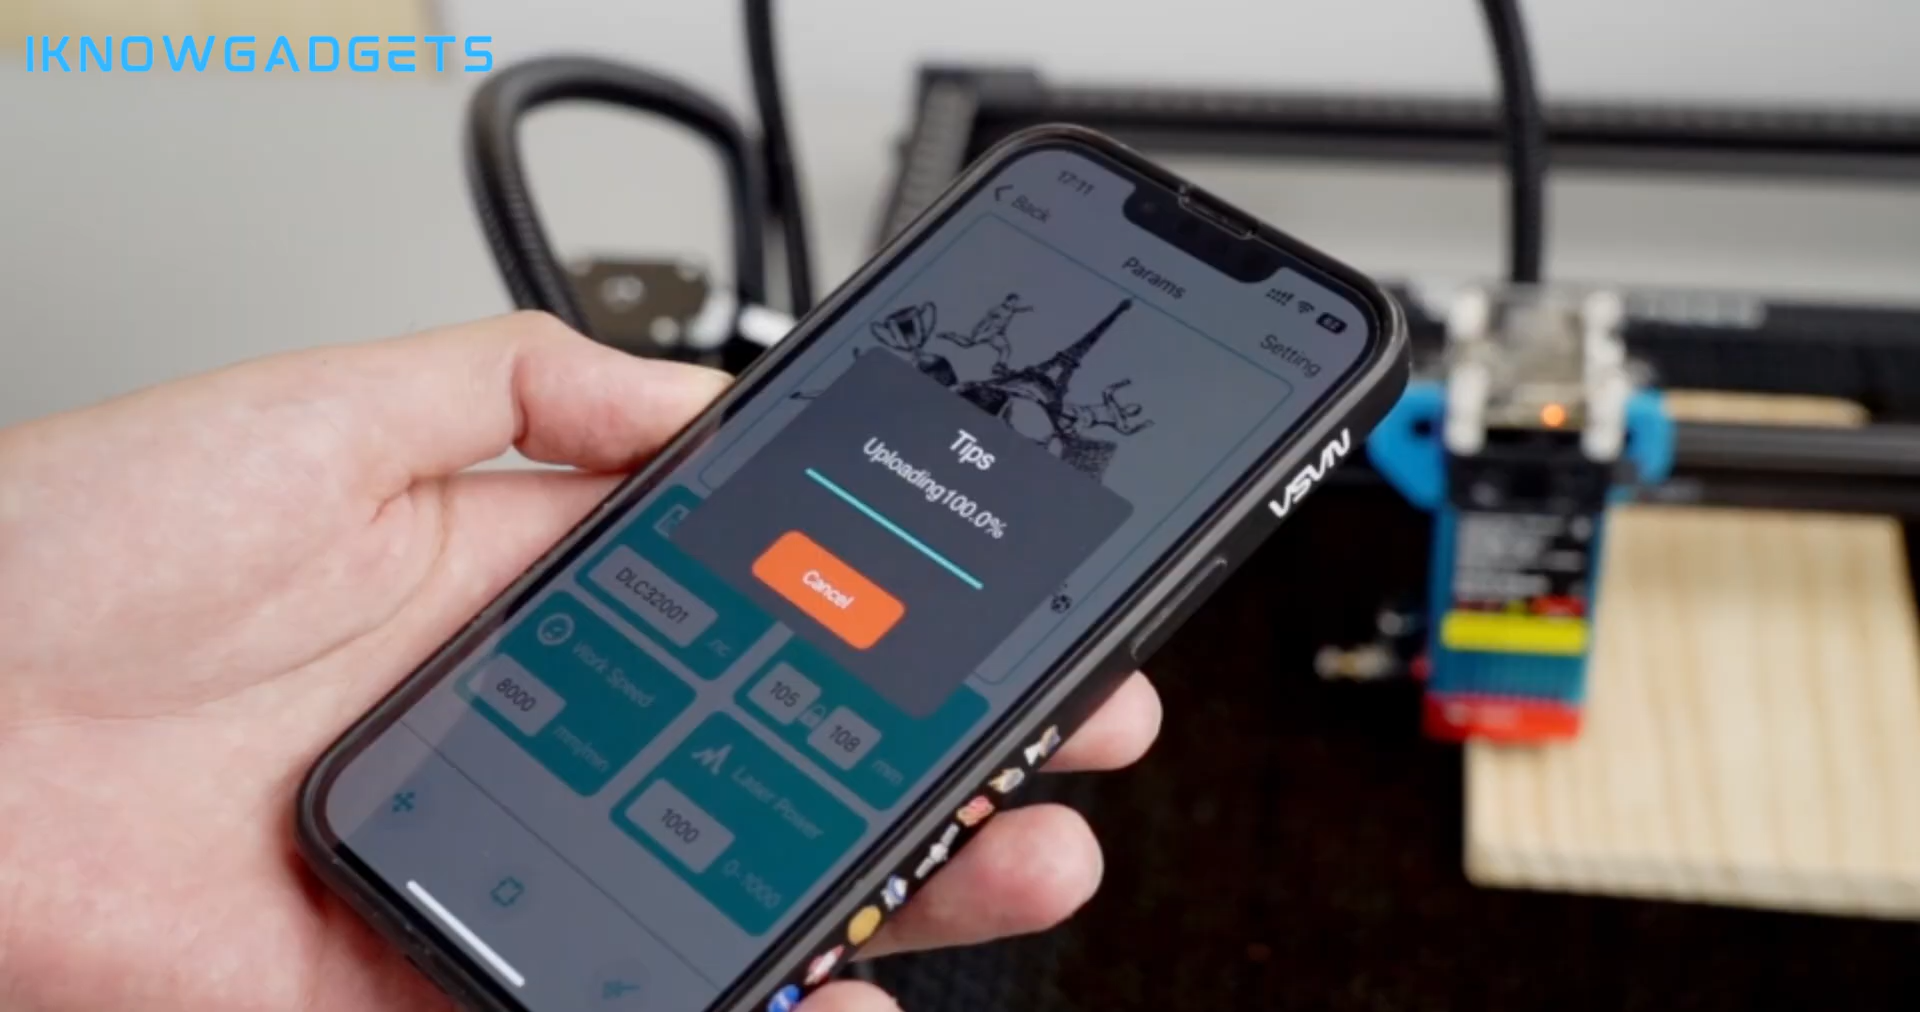 IKNOWGADGETS
17:11
Back
Params
Setting
Tips
Uploading100.0%
Cancel
DLC32001
.nc
Work Speed
8000
mm/min
105
108
mm
Laser Power
1000
0-1000